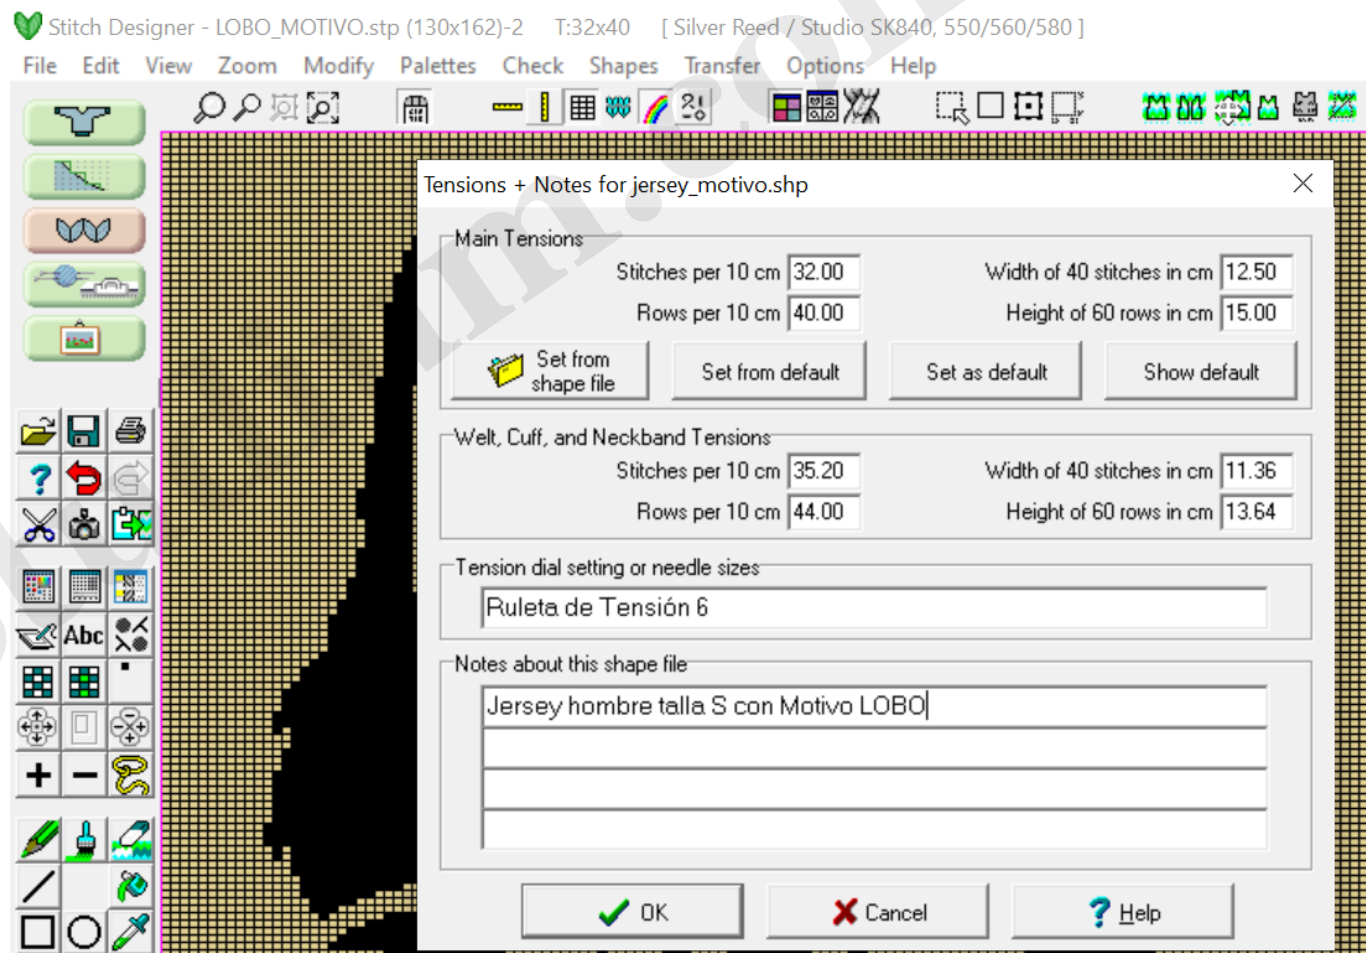 Stitch Designer - LOBO_MOTIVO.stp (130x162)-2 T:32x40 [ Silver Reed / Studio SK840, 550/560/580 ]
File Edit View Zoom Modify Palettes Check Shapes Transfer Options Help
Tensions + Notes for jersey_motivo.shp
Main Tensions
Stitches per 10 cm 32.00 Width of 40 stitches in cm 12.50
Rows per 10 cm 40.00 Height of 60 rows in cm 15.00
Set from
shape file
Set from default
Set as default
Show default
Welt, Cuff, and Neckband Tensions
Stitches per 10 cm 35.20 Width of 40 stitches in cm 11.36
Rows per 10 cm 44.00 Height of 60 rows in cm 13.64
Abc
Tension dial setting or needle sizes
Ruleta de Tensión 6
Notes about this shape file
Jersey hombre talla S con Motivo LOBO
OK Cancel Help